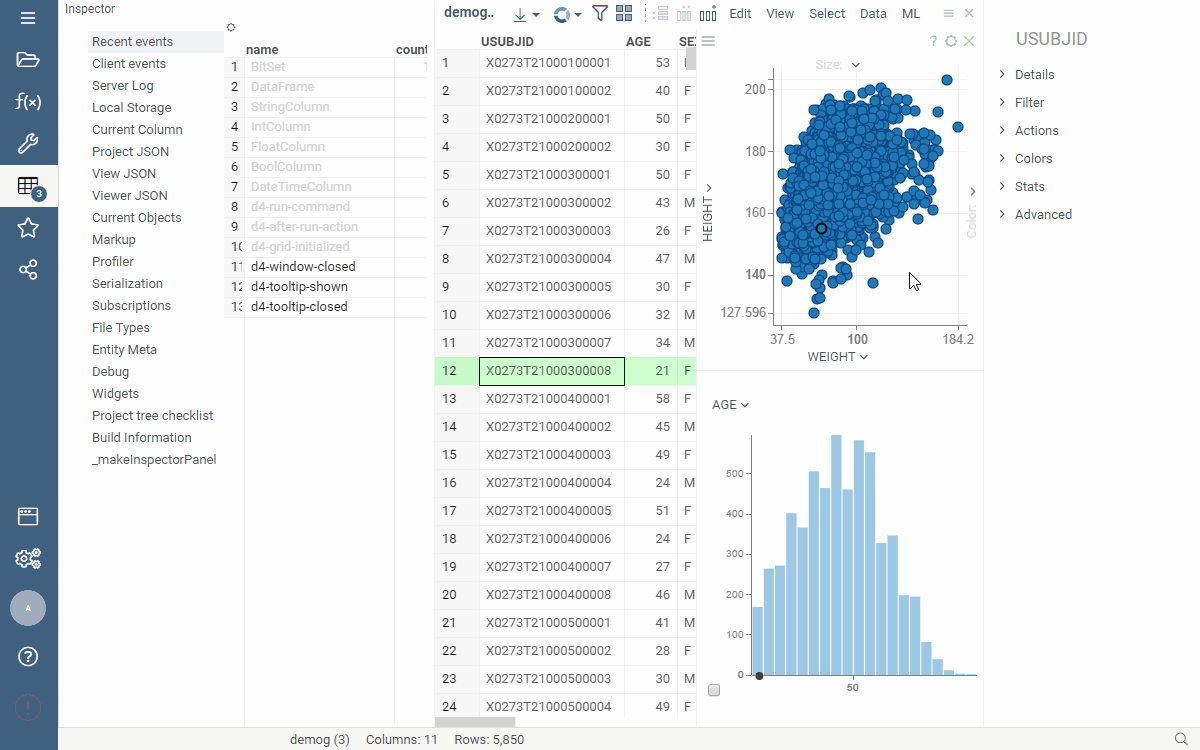 Inspector
Recent events
Client events
Server Log
Local Storage
Current Column
Project JSON
View JSON
Viewer JSON
Current Objects
Markup
Profiler
Serialization
Subscriptions
File Types
Entity Meta
Debug
Widgets
Project tree checklist
Build Information
_makeInspectorPanel
f(x)
3
A
name count
1 BitSet 1
2 DataFrame
3 StringColumn
4 IntColumn
5 FloatColumn
6 BoolColumn
7 DateTimeColumn
8 d4-run-command
9 d4-after-run-action
10 d4-grid-initialized
11 d4-window-closed
12 d4-tooltip-shown
13 d4-tooltip-closed
demog.. Edit View Select Data ML
USUBJID AGE SE
1 X0273T21000100001 53
2 X0273T21000100002 40 F
3 X0273T21000200001 50 F
4 X0273T21000200002 30 F
5 X0273T21000300001 50 F
6 X0273T21000300002 43 M
7 X0273T21000300003 26 F
8 X0273T21000300004 47 M
9 X0273T21000300005 30 F
10 X0273T21000300006 32 M
11 X0273T21000300007 34 M
12 X0273T21000300008 21 F
13 X0273T21000400001 58 F
14 X0273T21000400002 45 M
15 X0273T21000400003 49 F
16 X0273T21000400004 24 M
17 X0273T21000400005 51 F
18 X0273T21000400006 24 F
19 X0273T21000400007 27 F
20 X0273T21000400008 46 M
21 X0273T21000500001 41 M
22 X0273T21000500002 28 F
23 X0273T21000500003 30 M
24 X0273T21000500004 49 F
?
Size:
200
180
160
140
127.596
37.5 100 184.2
HEIGHT
WEIGHT
Color:
AGE
500
400
300
200
100
0
50
USUBJID
Details
Filter
Actions
Colors
Stats
Advanced
demog (3) Columns: 11 Rows: 5,850